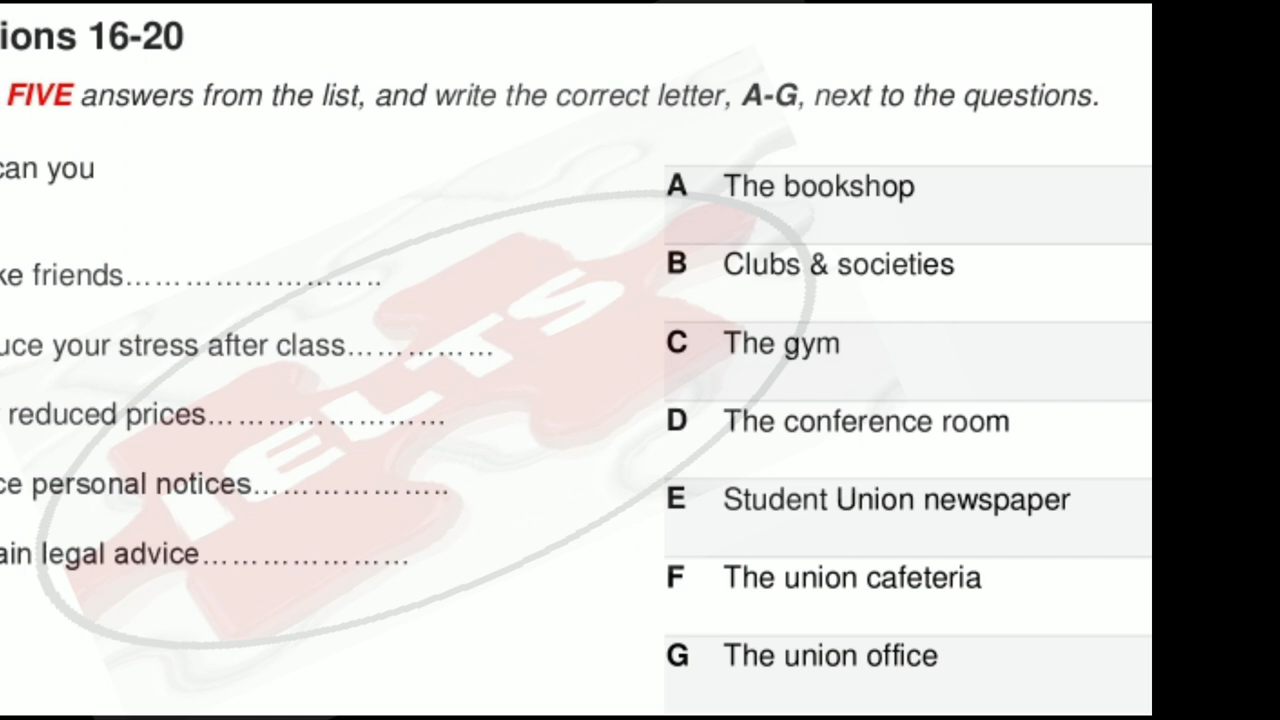 ions 16-20
FIVE answers from the list, and write the correct letter, A-G, next to the questions.
can you
ke friends……………………..
uce your stress after class……………
reduced prices……………………
ce personal notices………………..
ain legal advice…………………
A The bookshop
B Clubs & societies
C The gym
D The conference room
E Student Union newspaper
F The union cafeteria
G The union office
IELTS